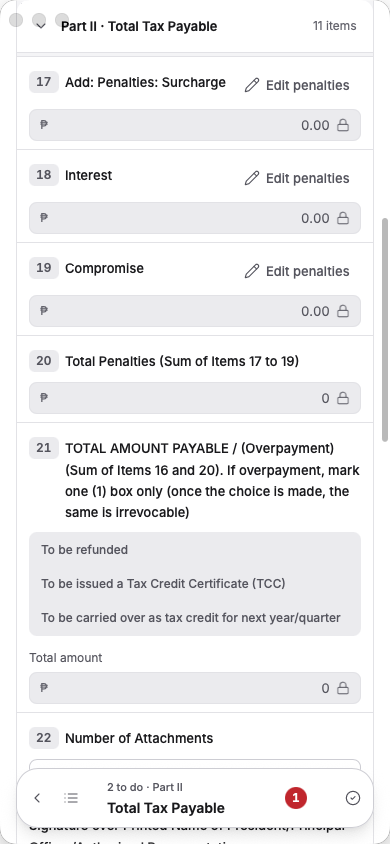 Part II · Total Tax Payable
11 items
17 Add: Penalties: Surcharge
Edit penalties
₱ 0.00
18 Interest
Edit penalties
₱ 0.00
19 Compromise
Edit penalties
₱ 0.00
20 Total Penalties (Sum of Items 17 to 19)
₱ 0
21 TOTAL AMOUNT PAYABLE / (Overpayment)
(Sum of Items 16 and 20). If overpayment, mark
one (1) box only (once the choice is made, the
same is irrevocable)
To be refunded
To be issued a Tax Credit Certificate (TCC)
To be carried over as tax credit for next year/quarter
Total amount
₱ 0
22 Number of Attachments
2 to do · Part II
Total Tax Payable
1